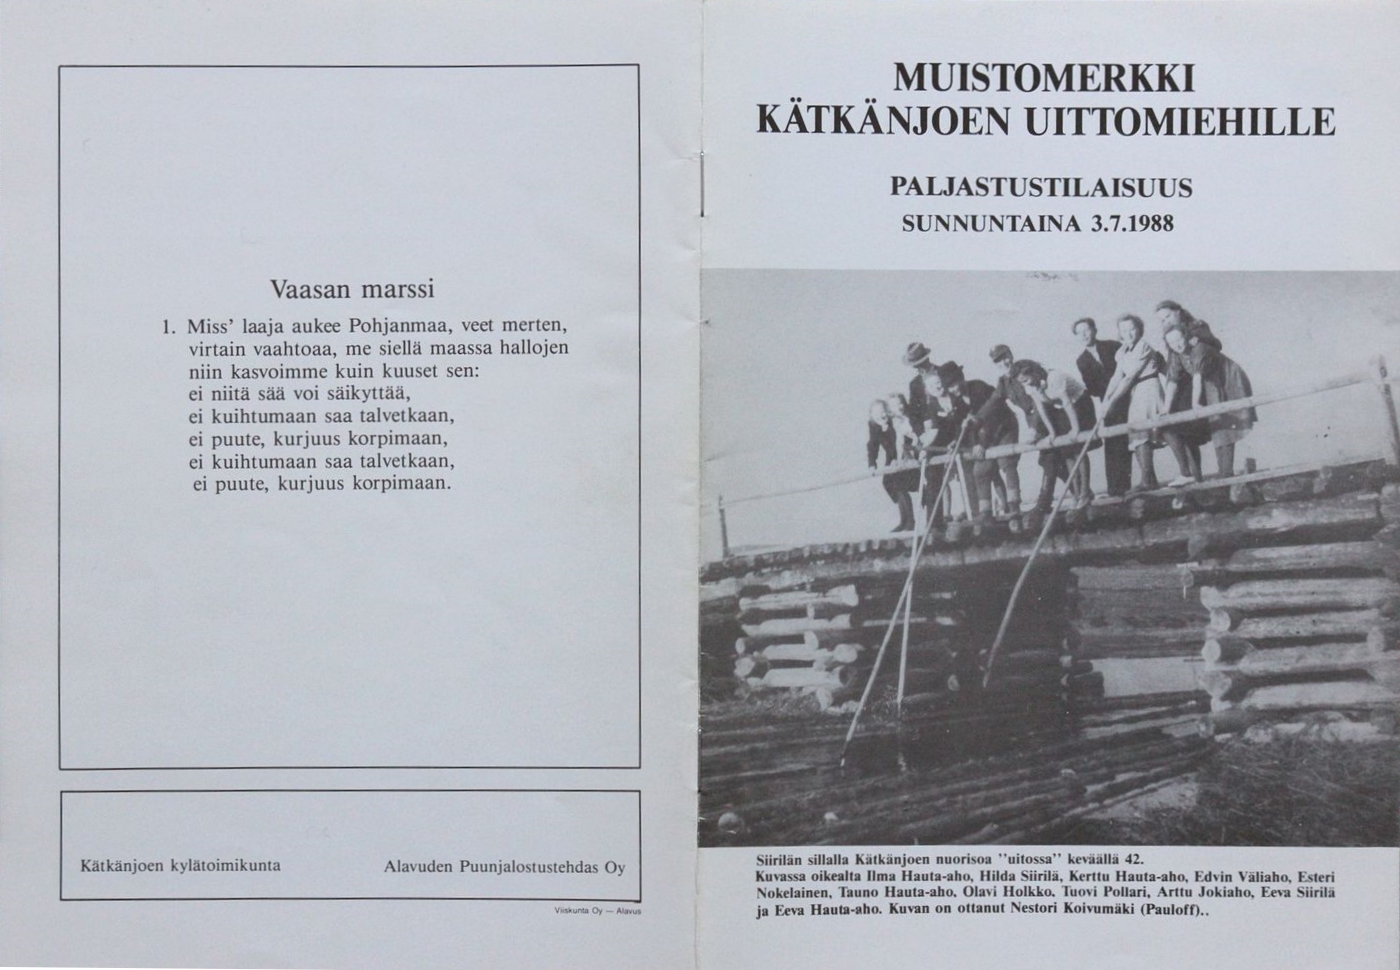 Vaasan marssi
1. Miss' laaja aukee Pohjanmaa, veet merten,
virtain vaahtoaa, me siellä maassa hallojen
niin kasvoimme kuin kuuset sen:
ei niitä sää voi säikyttää,
ei kuihtumaan saa talvetkaan,
ei puute, kurjuus korpimaan,
ei kuihtumaan saa talvetkaan,
ei puute, kurjuus korpimaan.
Kätkänjoen kylätoimikunta
Alavuden Puunjalostustehdas Oy
Viiskunta Oy — Alavus
MUISTOMERKKI
KÄTKÄNJOEN UITTOMIEHILLE
PALJASTUSTILAISUUS
SUNNUNTAINA 3.7.1988
Siirilän sillalla Kätkänjoen nuorisoa "uitossa" keväällä 42.
Kuvassa oikealta Ilma Hauta-aho, Hilda Siirilä, Kerttu Hauta-aho, Edvin Väliaho, Esteri
Nokelainen, Tauno Hauta-aho, Olavi Holkko. Tuovi Pollari, Arttu Jokiaho, Eeva Siirilä
ja Eeva Hauta-aho. Kuvan on ottanut Nestori Koivumäki (Pauloff)..